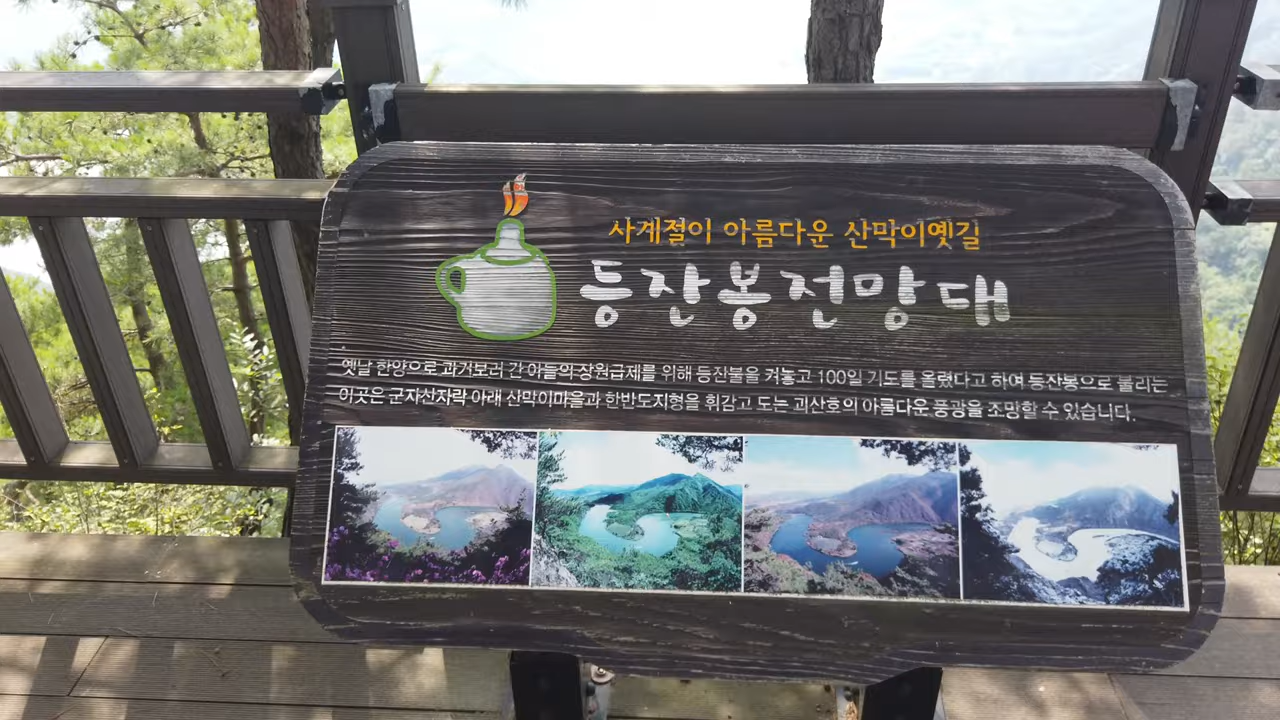 사계절이 아름다운 산막이옛길
등잔봉전망대
옛날 한양으로 과거보러 간 아들의 장원급제를 위해 등잔불을 켜놓고 100일 기도를 올렸다고 하여 등잔봉으로 불리는
이곳은 군자산자락 아래 산막이마을과 한반도지형을 휘감고 도는 괴산호의 아름다운 풍광을 조망할 수 있습니다.